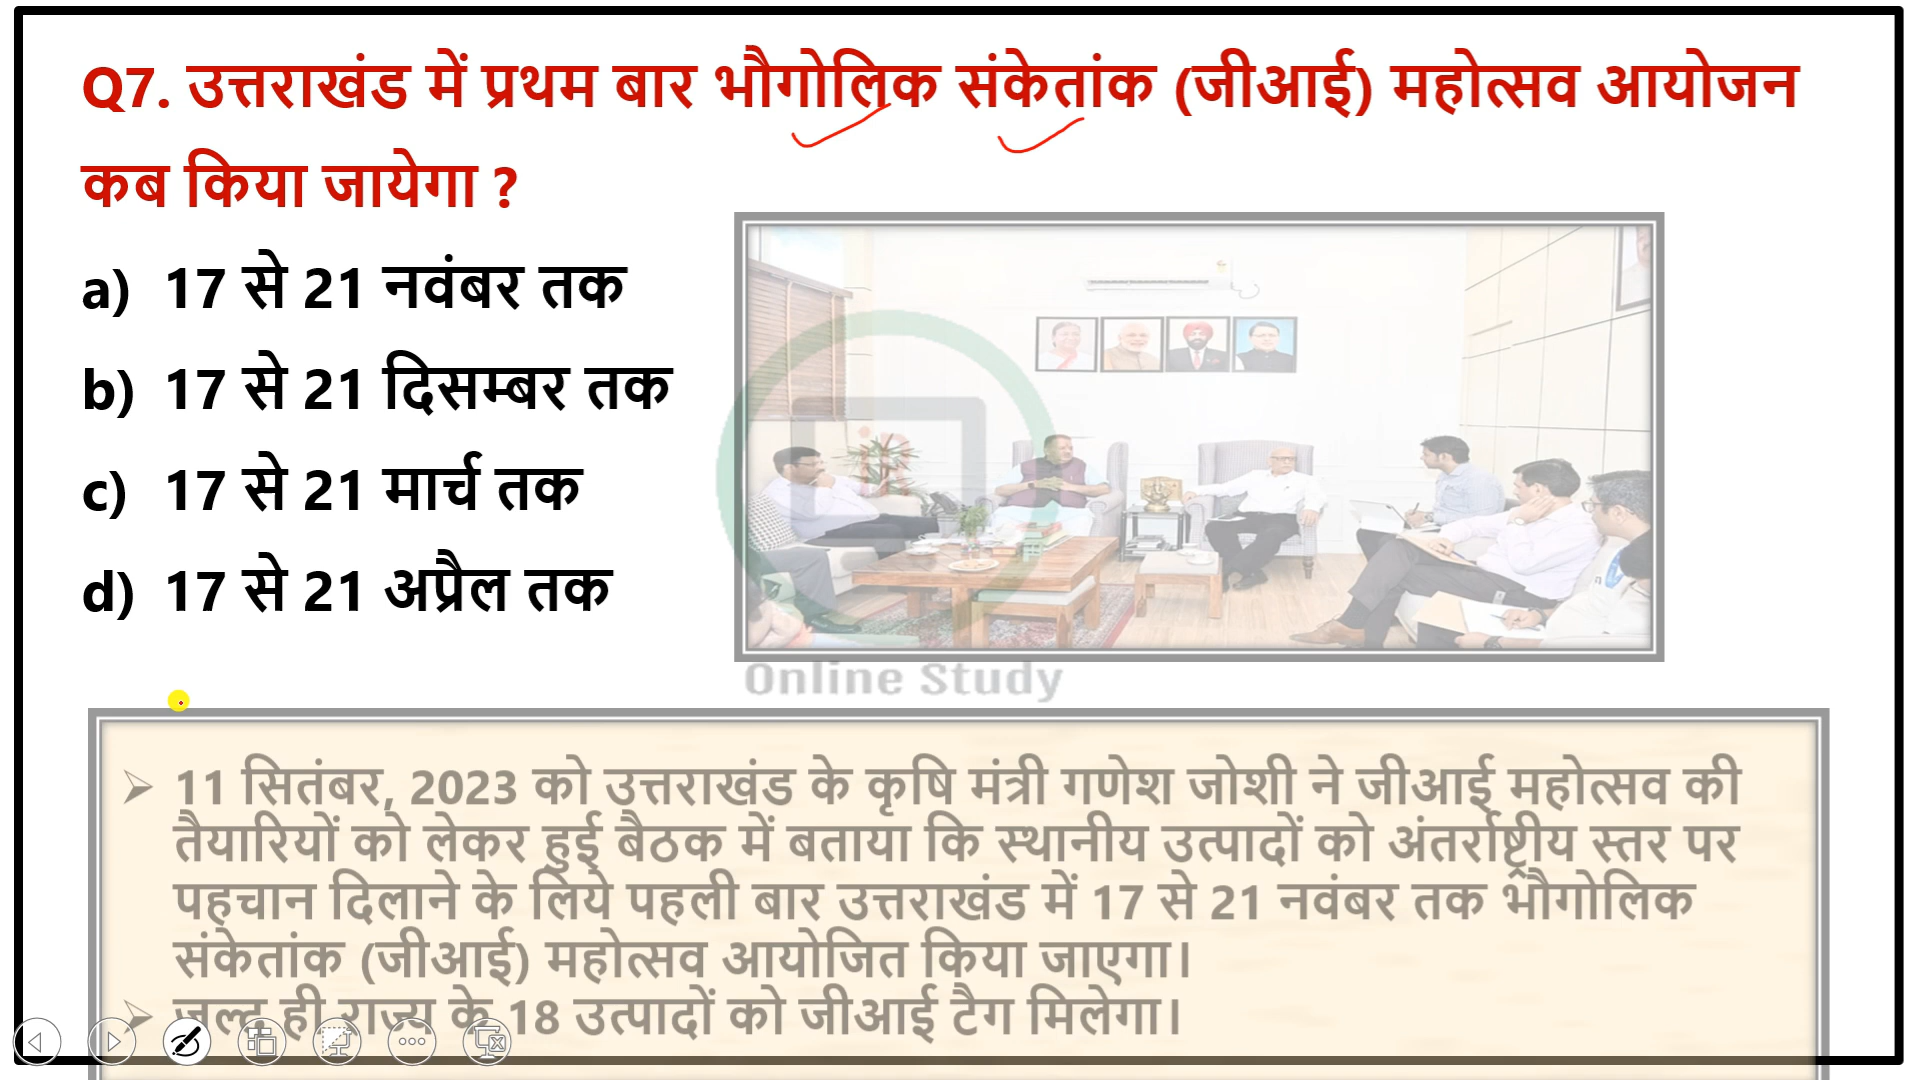 Q7. उत्तराखंड में प्रथम बार भौगोलिक संकेतांक (जीआई) महोत्सव आयोजन
कब किया जायेगा ?
a) 17 से 21 नवंबर तक
b) 17 से 21 दिसम्बर तक
c) 17 से 21 मार्च तक
d) 17 से 21 अप्रैल तक
Online Study
11 सितंबर, 2023 को उत्तराखंड के कृषि मंत्री गणेश जोशी ने जीआई महोत्सव की
तैयारियों को लेकर हुई बैठक में बताया कि स्थानीय उत्पादों को अंतर्राष्ट्रीय स्तर पर
पहचान दिलाने के लिये पहली बार उत्तराखंड में 17 से 21 नवंबर तक भौगोलिक
संकेतांक (जीआई) महोत्सव आयोजित किया जाएगा।
जल्द ही राज्य के 18 उत्पादों को जीआई टैग मिलेगा।